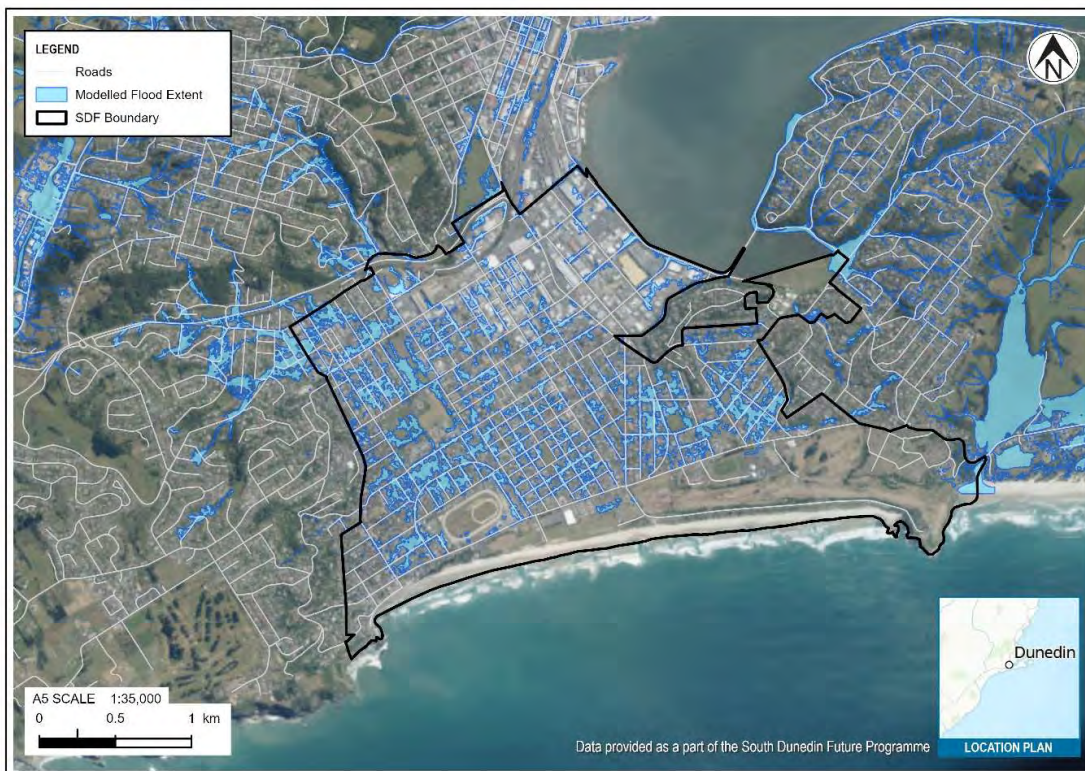 LEGEND
Roads
Modelled Flood Extent
SDF Boundary
N
A5 SCALE 1:35,000
0 0.5 1 km
Data provided as a part of the South Dunedin Future Programme
Dunedin
LOCATION PLAN